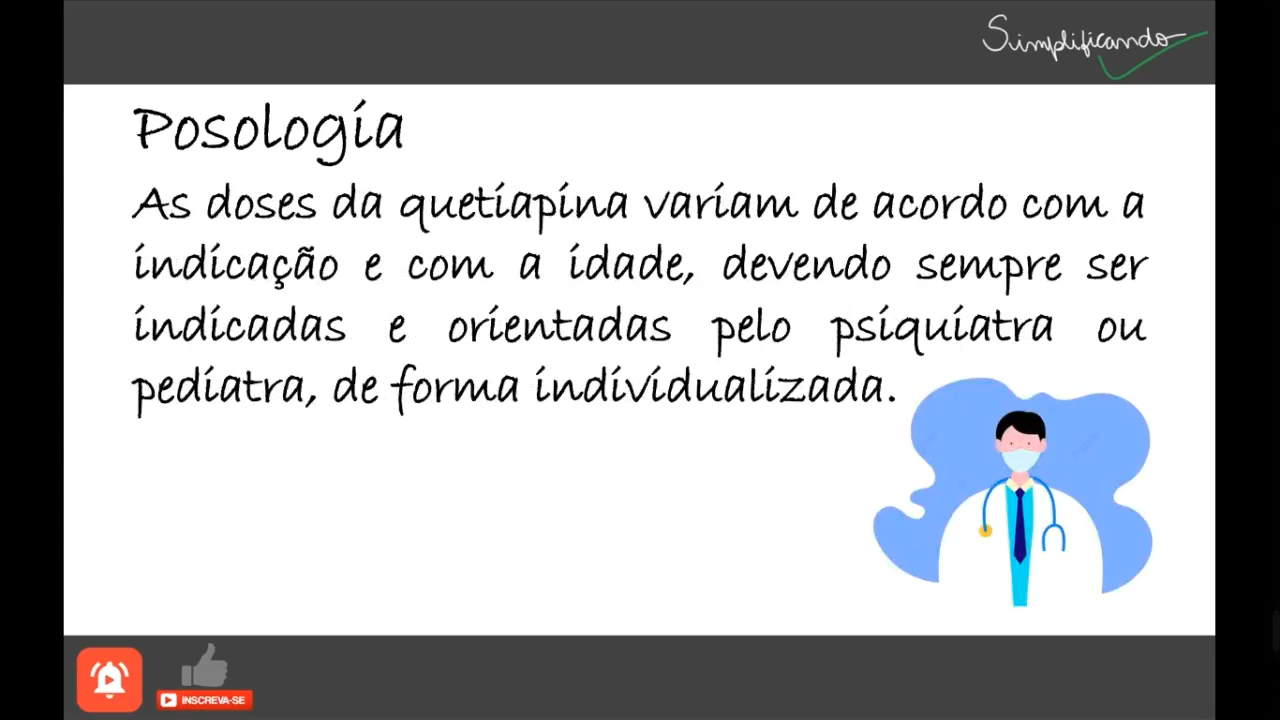 Simplificando
Posología
As doses da quetiapina variam de acordo com a
indicação e com a idade, devendo sempre ser
indicadas e orientadas pelo psiquiatra ou
pediatra, de forma individualizada.
INSCREVA-SE